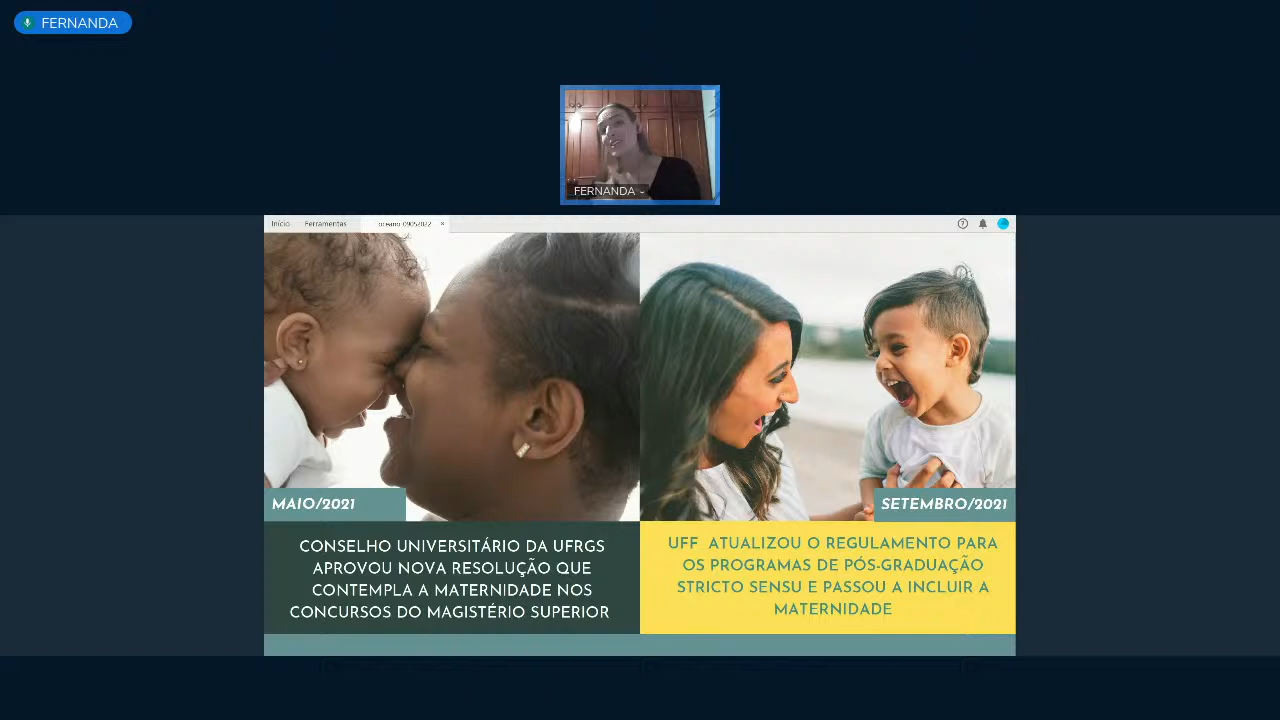 FERNANDA
FERNANDA
Início Ferramentas oceano_09052022 ×
MAIO/2021
SETEMBRO/2021
CONSELHO UNIVERSITÁRIO DA UFRGS
APROVOU NOVA RESOLUÇÃO QUE
CONTEMPLA A MATERNIDADE NOS
CONCURSOS DO MAGISTÉRIO SUPERIOR
UFF ATUALIZOU O REGULAMENTO PARA
OS PROGRAMAS DE PÓS-GRADUAÇÃO
STRICTO SENSU E PASSOU A INCLUIR A
MATERNIDADE